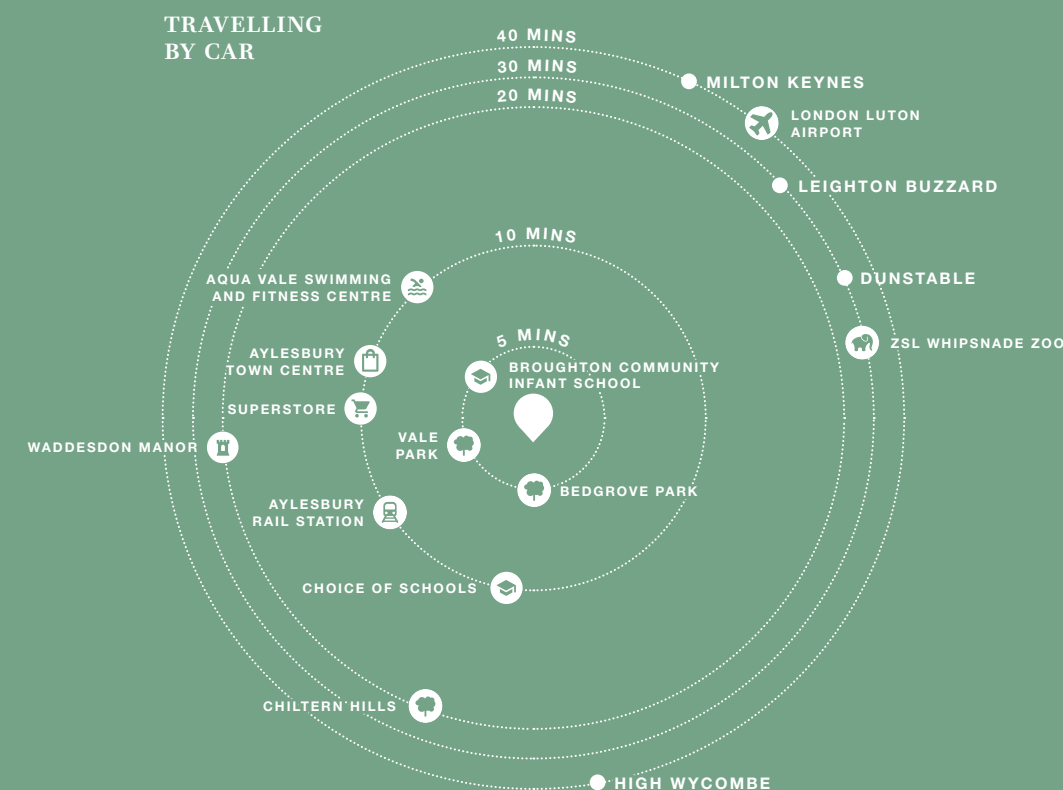 TRAVELLING
BY CAR
40 MINS
30 MINS
20 MINS
MILTON KEYNES
LONDON LUTON
AIRPORT
LEIGHTON BUZZARD
10 MINS
AQUA VALE SWIMMING
AND FITNESS CENTRE
DUNSTABLE
5 MINS
ZSL WHIPSNADE ZOO
AYLESBURY
TOWN CENTRE
BROUGHTON COMMUNITY
INFANT SCHOOL
SUPERSTORE
VALE
PARK
WADDESDON MANOR
BEDGROVE PARK
AYLESBURY
RAIL STATION
CHOICE OF SCHOOLS
CHILTERN HILLS
HIGH WYCOMBE